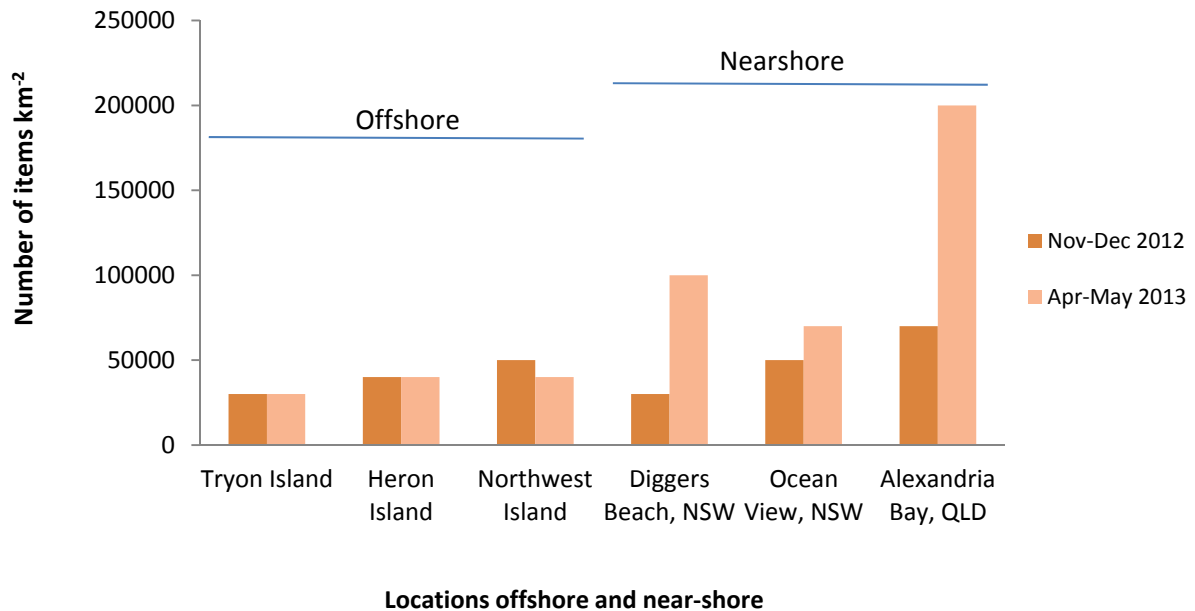 Number of items km-2
250000
200000
150000
100000
50000
0
Offshore
Nearshore
Nov-Dec 2012
Apr-May 2013
Tryon Island
Heron
Island
Northwest
Island
Diggers
Beach, NSW
Ocean
View, NSW
Alexandria
Bay, QLD
Locations offshore and near-shore